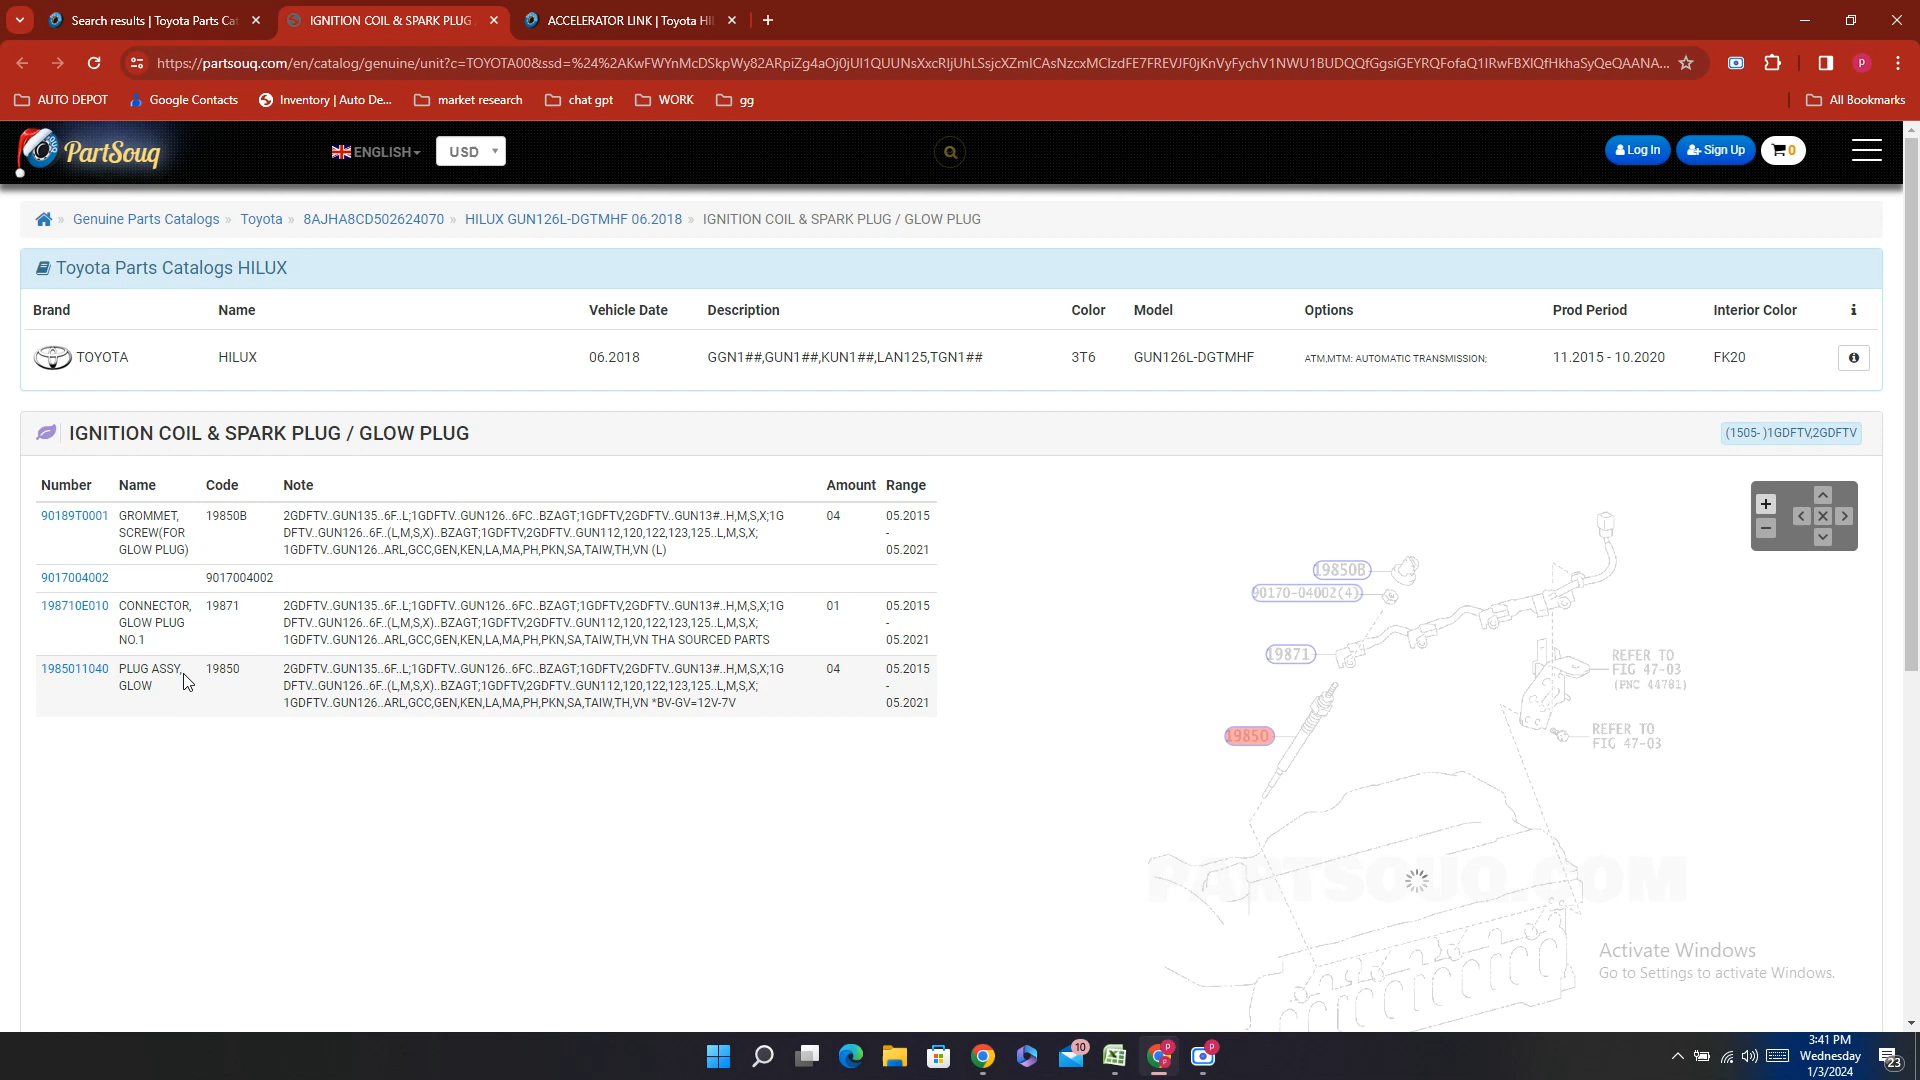 Search results | Toyota Parts Cat
IGNITION COIL & SPARK PLUG
ACCELERATOR LINK | Toyota HI
https://partsouq.com/en/catalog/genuine/unit?c=TOYOTA00&ssd=%24%2AKwFWYnMcDSkpWy82ARpiZg4aOj0jUI1QUUNsXxcRIjUhLSsjcXZmICAsNzcxMCIzdFE7FREVJF0jKnVyFychV1NWU1BUDQQfGgsiGEYRQFofaQ1IRwFBXlQfHkhaSyQeQAANA...
AUTO DEPOT
Google Contacts
Inventory | Auto De...
market research
chat gpt
WORK
gg
All Bookmarks
PartSouq
ENGLISH
USD
Log In
Sign Up
0
Genuine Parts Catalogs » Toyota » 8AJHA8CD502624070 » HILUX GUN126L-DGTMHF 06.2018 » IGNITION COIL & SPARK PLUG / GLOW PLUG
Toyota Parts Catalogs HILUX
Brand Name Vehicle Date Description Color Model Options Prod Period Interior Color
TOYOTA HILUX 06.2018 GGN1##,GUN1##,KUN1##,LAN125,TGN1## 3T6 GUN126L-DGTMHF ATM,MTM: AUTOMATIC TRANSMISSION; 11.2015 - 10.2020 FK20
IGNITION COIL & SPARK PLUG / GLOW PLUG
(1505- )1GDFTV,2GDFTV
Number Name Code Note Amount Range
90189T0001 GROMMET, 19850B 2GDFTV..GUN135..6F..L;1GDFTV..GUN126..6FC..BZAGT;1GDFTV,2GDFTV..GUN13#..H,M,S,X;1G 04 05.2015
SCREW(FOR DFTV..GUN126..6F..(L,M,S,X)..BZAGT;1GDFTV,2GDFTV..GUN112,120,122,123,125..L,M,S,X; -
GLOW PLUG) 1GDFTV..GUN126..ARL,GCC,GEN,KEN,LA,MA,PH,PKN,SA,TAIW,TH,VN (L) 05.2021
9017004002 9017004002
198710E010 CONNECTOR, 19871 2GDFTV..GUN135..6F..L;1GDFTV..GUN126..6FC..BZAGT;1GDFTV,2GDFTV..GUN13#..H,M,S,X;1G 01 05.2015
GLOW PLUG DFTV..GUN126..6F..(L,M,S,X)..BZAGT;1GDFTV,2GDFTV..GUN112,120,122,123,125..L,M,S,X; -
NO.1 1GDFTV..GUN126..ARL,GCC,GEN,KEN,LA,MA,PH,PKN,SA,TAIW,TH,VN THA SOURCED PARTS 05.2021
1985011040 PLUG ASSY, 19850 2GDFTV..GUN135..6F..L;1GDFTV..GUN126..6FC..BZAGT;1GDFTV,2GDFTV..GUN13#..H,M,S,X;1G 04 05.2015
GLOW DFTV..GUN126..6F..(L,M,S,X)..BZAGT;1GDFTV,2GDFTV..GUN112,120,122,123,125..L,M,S,X; -
1GDFTV..GUN126..ARL,GCC,GEN,KEN,LA,MA,PH,PKN,SA,TAIW,TH,VN *BV-GV=12V-7V 05.2021
19850B
90170-04002(4)
19871
REFER TO
FIG 47-03
(PNC 44781)
19850
REFER TO
FIG 47-03
PARTSOUQ.COM
Activate Windows
Go to Settings to activate Windows.
10
P
P
3:41 PM
Wednesday
1/3/2024
23